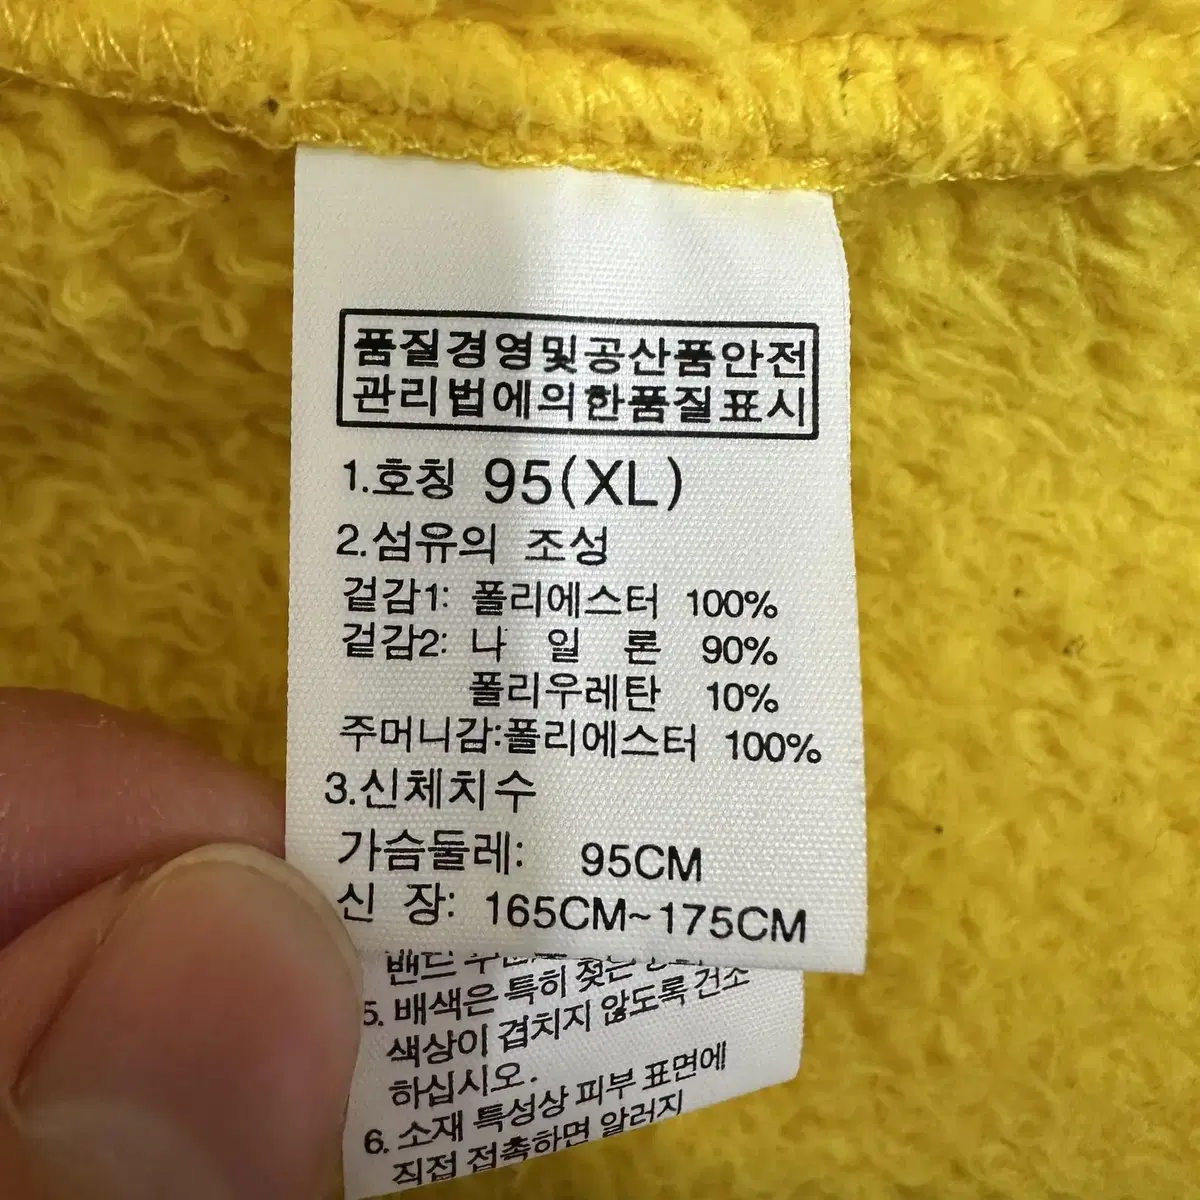 품질경영및공산품안전
관리법에의한품질표시
1.호칭 95(XL)
2.섬유의 조성
겉감1: 폴리에스터 100%
겉감2: 나 일 론 90%
폴리우레탄 10%
주머니감:폴리에스터 100%
3.신체치수
가슴둘레: 95CM
신 장: 165CM~175CM
밴드
5. 배색은 특히 젖은
색상이 겹치지 않도록 건조
하십시오.
6. 소재 특성상 피부 표면에
직접 접촉하면 알러지